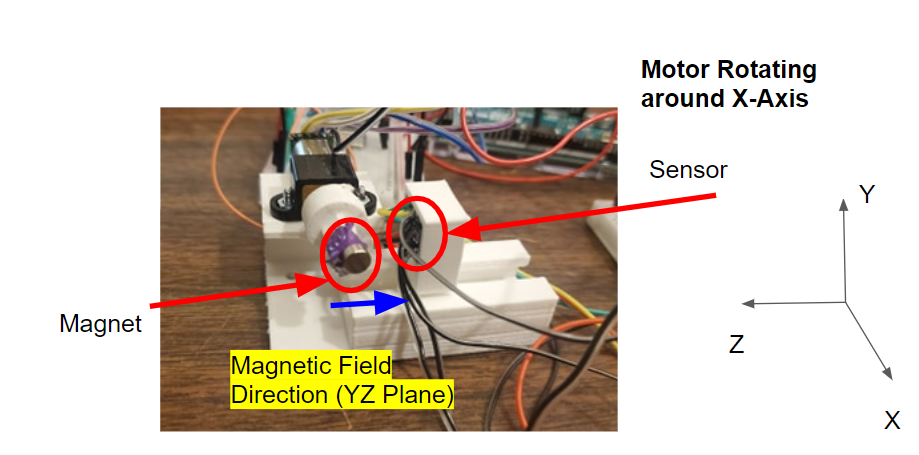 Motor Rotating
around X-Axis
Sensor
Y
Magnet
Z
Magnetic Field
Direction (YZ Plane)
X